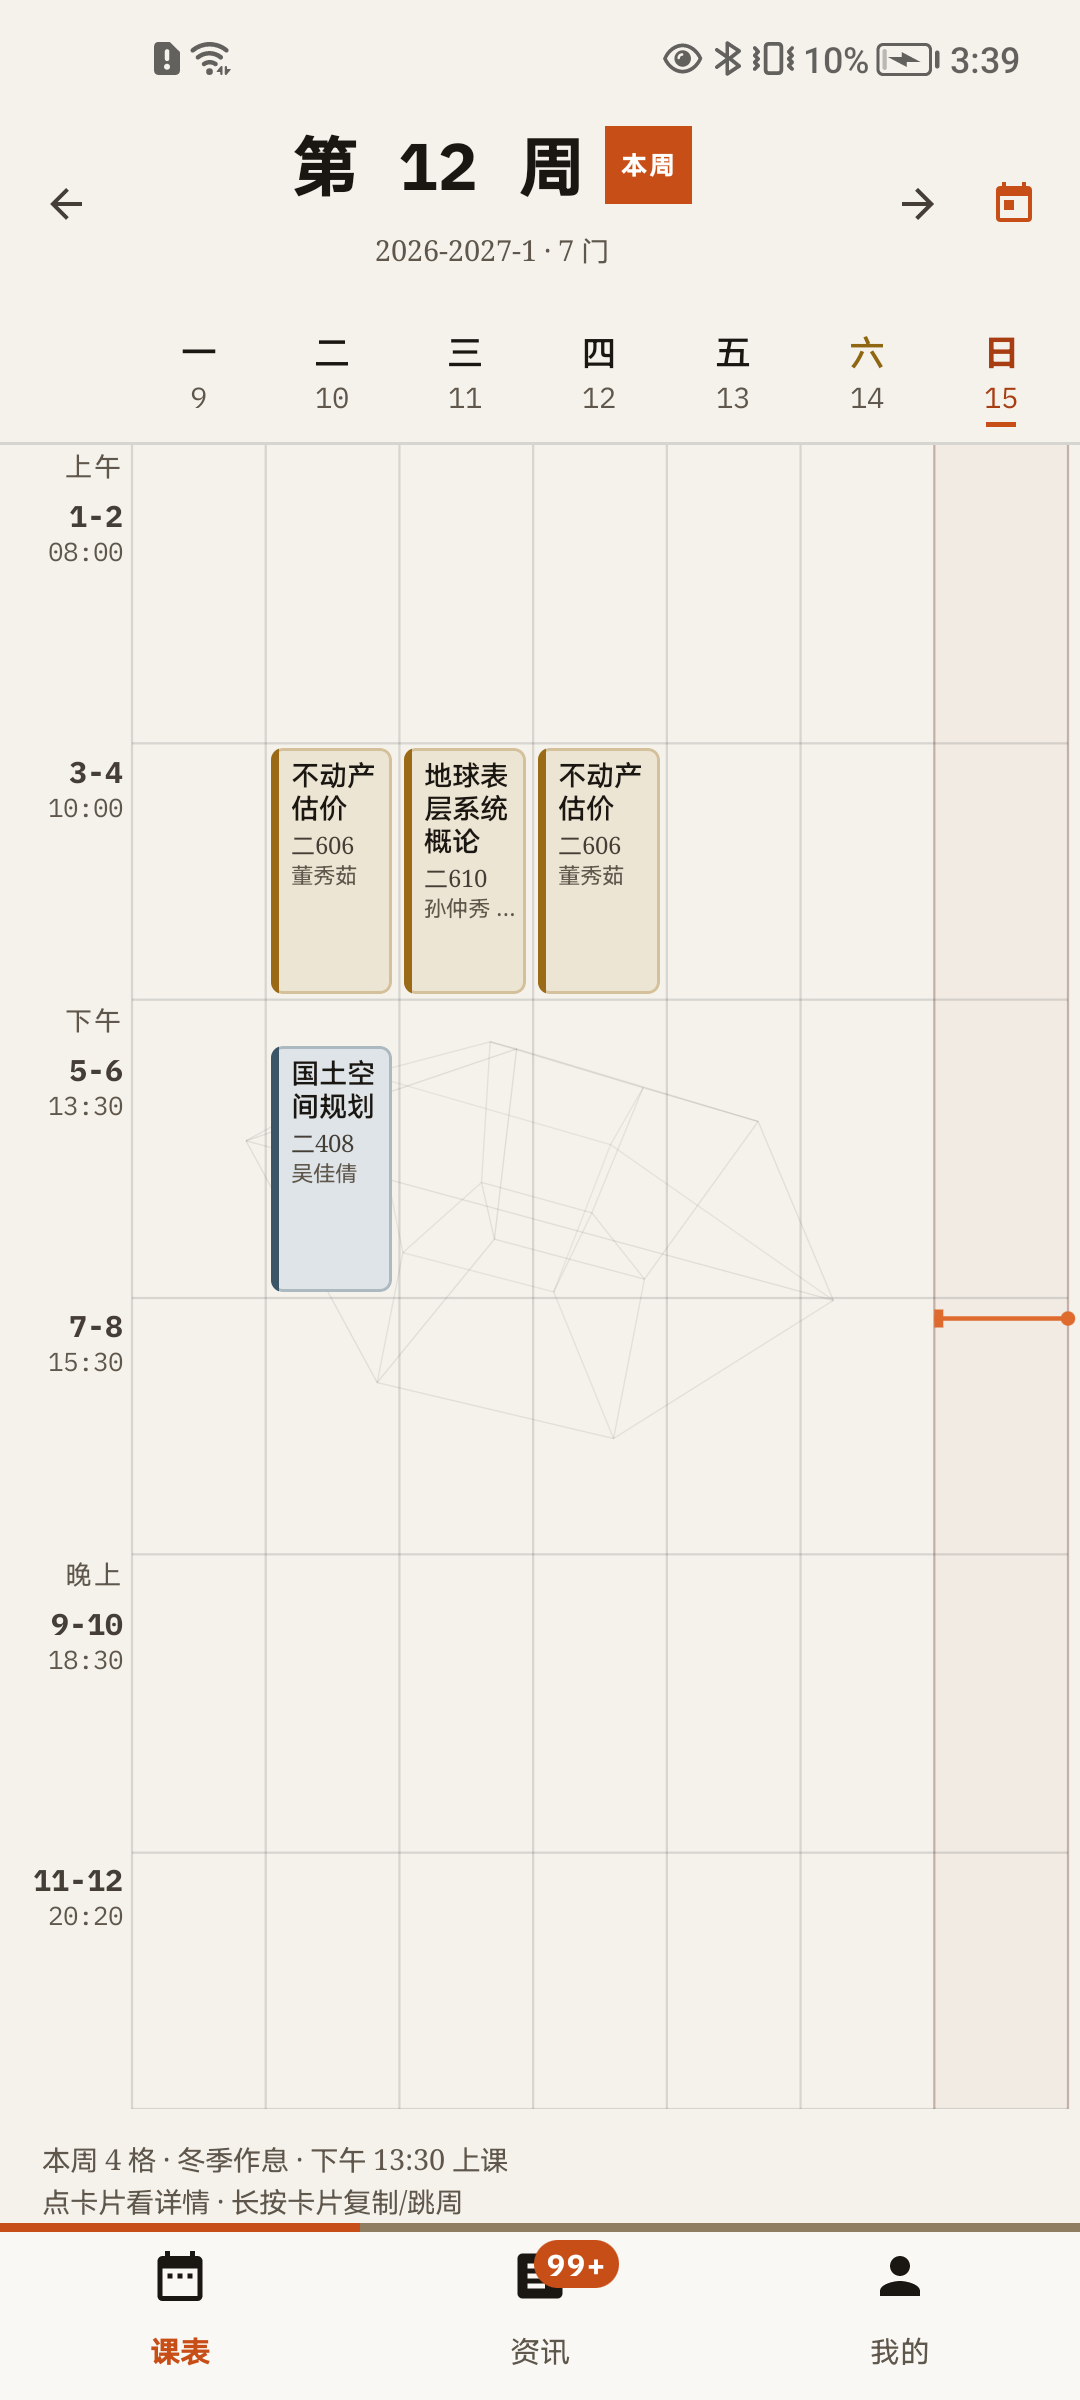 10% 3:39
第 12 周 本周
2026-2027-1 · 7 门
一 二 三 四 五 六 日
9 10 11 12 13 14 15
上午
1-2
08:00
3-4
10:00
不动产
估价
二606
董秀茹
地球表
层系统
概论
二610
孙仲秀 ...
不动产
估价
二606
董秀茹
下午
5-6
13:30
国土空
间规划
二408
吴佳倩
7-8
15:30
晚上
9-10
18:30
11-12
20:20
本周 4 格 · 冬季作息 · 下午 13:30 上课
点卡片看详情 · 长按卡片复制/跳周
99+
课表 资讯 我的